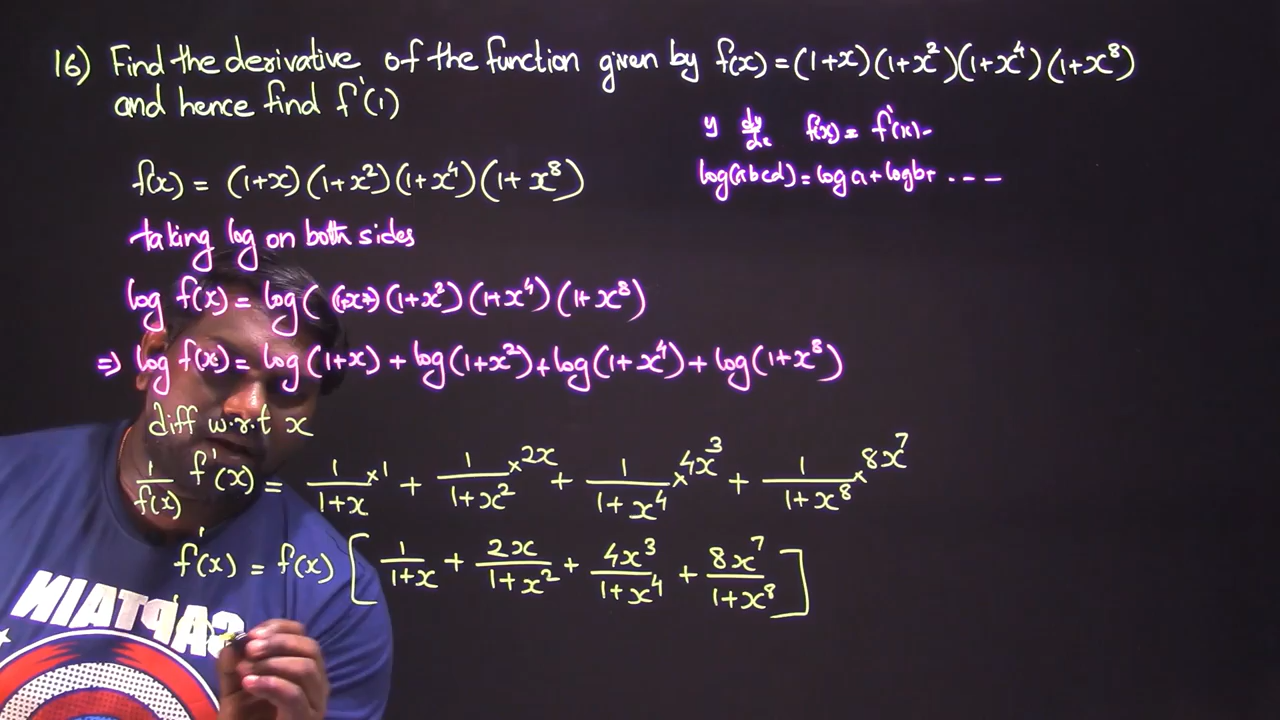 16) Find the derivative of the function given by f(x) = (1+x)(1+x²)(1+x⁴)(1+x⁸)
and hence find f'(1)
y dy/dx f(x) = f'(x)-
log(abcd) = log a + log b + - - -
f(x) = (1+x)(1+x²)(1+x⁴)(1+x⁸)
taking log on both sides
log f(x) = log( (1+x) (1+x²)(1+x⁴)(1+x⁸)
⇒ log f(x) = log(1+x) + log(1+x²) + log(1+x⁴) + log(1+x⁸)
diff w.r.t x
1/f(x) f'(x) = 1/(1+x) × 1 + 1/(1+x²) × 2x + 1/(1+x⁴) × 4x³ + 1/(1+x⁸) × 8x⁷
f'(x) = f(x) [ 1/(1+x) + 2x/(1+x²) + 4x³/(1+x⁴) + 8x⁷/(1+x⁸) ]
CAPTAIN